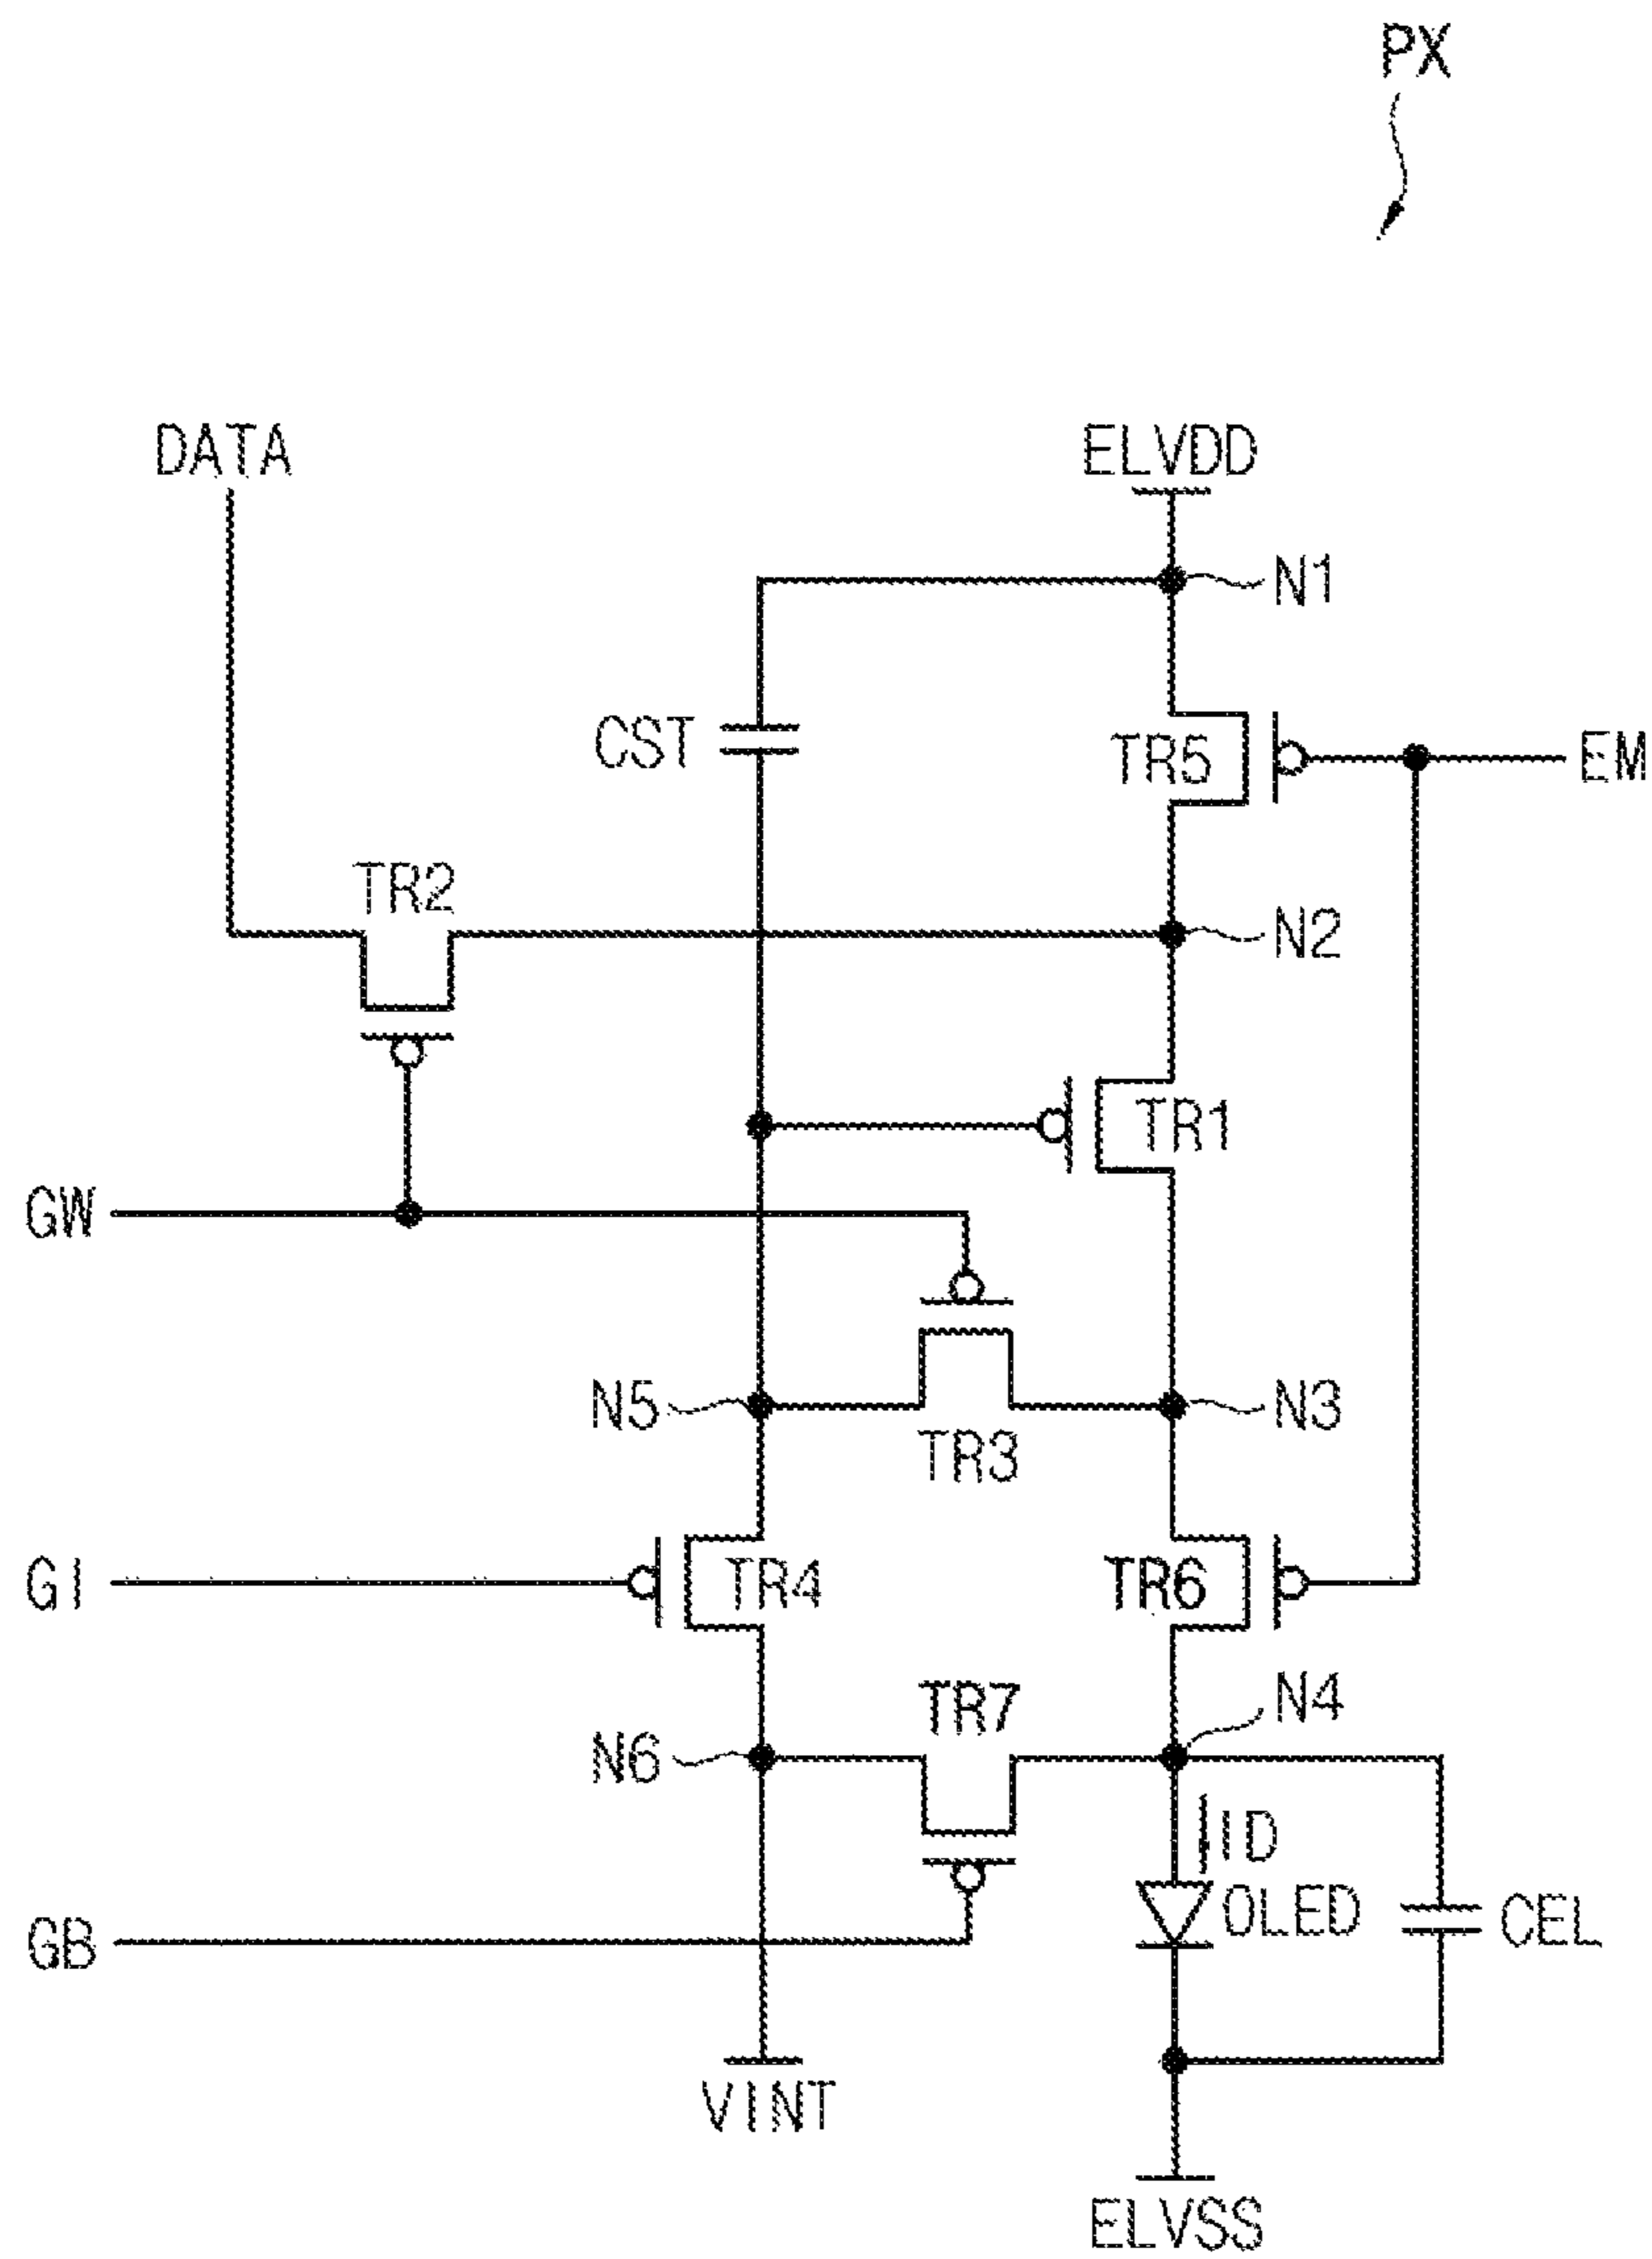 PX
DATA
ELVDD
N1
CST
TR5
EM
TR2
N2
TR1
GW
N5
N3
TR3
GI
TR4
TR6
TR7
N4
N6
ID
OLED
CEL
GB
VINT
ELVSS